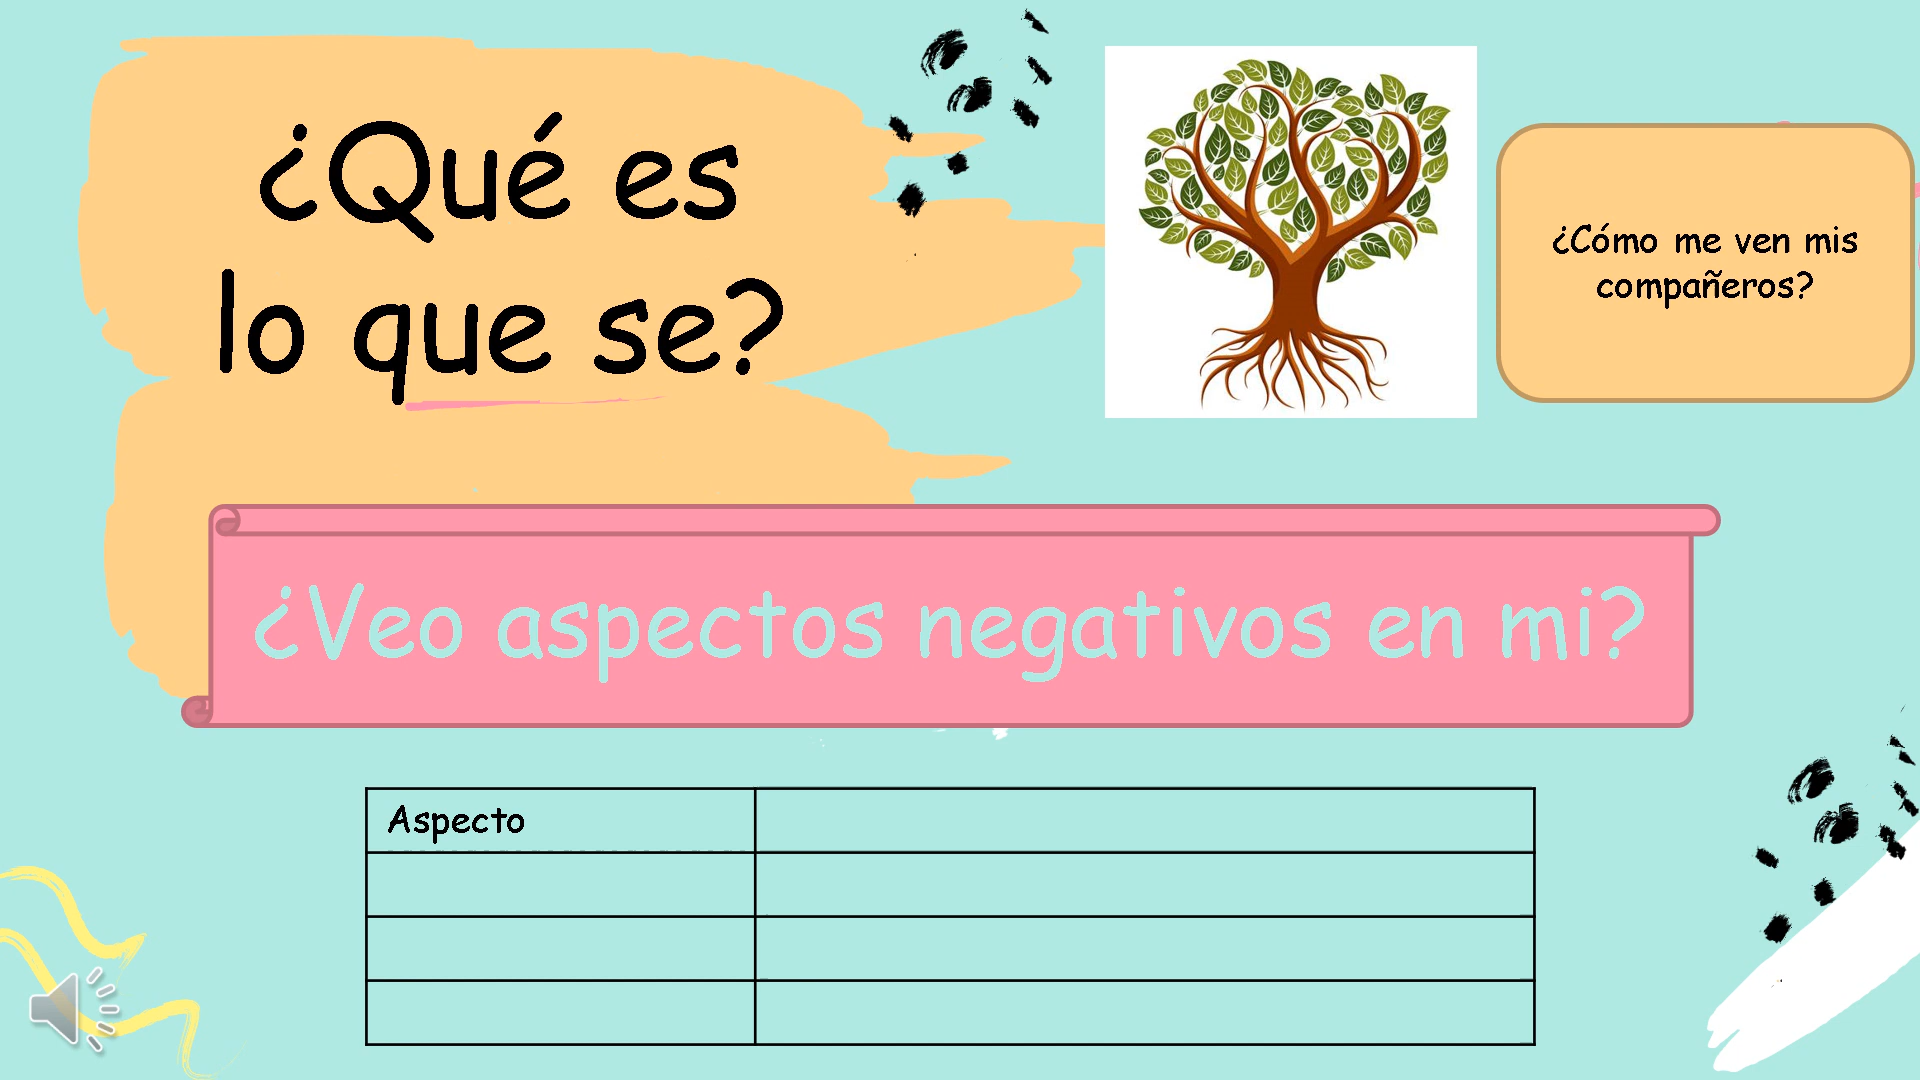 ¿Qué es
lo que se?
¿Cómo me ven mis
compañeros?
¿Veo aspectos negativos en mi?
Aspecto